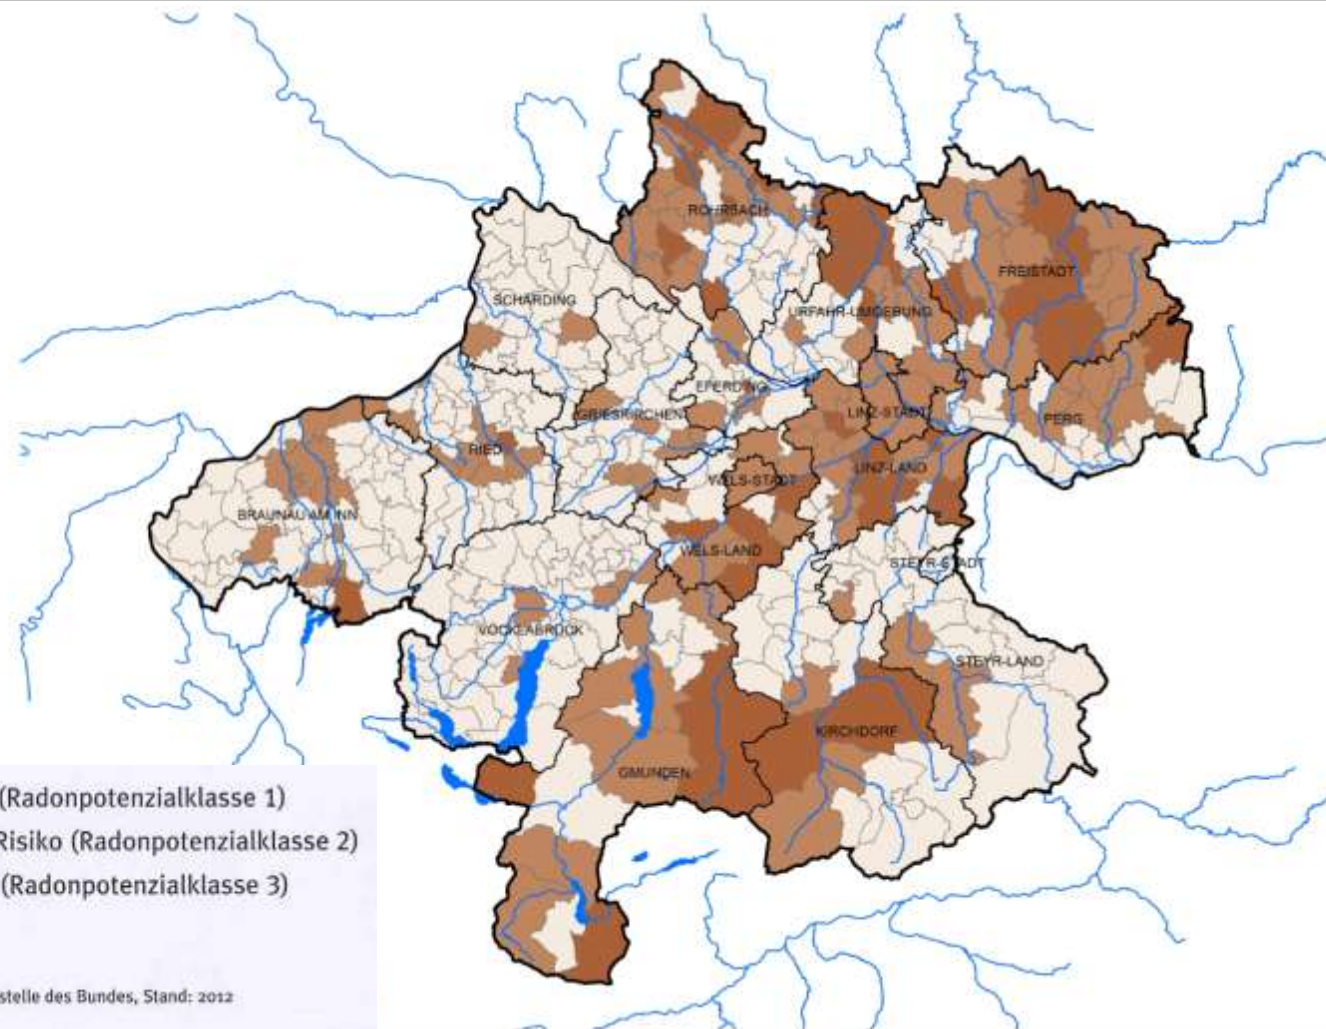 ROHRBACH
FREISTADT
SCHÄRDING
URFAHR-UMGEBUNG
EFERDING
GRIESKIRCHEN
LINZ-STADT
PERG
RIED
LINZ-LAND
WELS-STADT
BRAUNAU AM INN
WELS-LAND
STEYR-STADT
VÖCKLABRUCK
STEYR-LAND
KIRCHDORF
GMUNDEN
(Radonpotenzialklasse 1)
Risiko (Radonpotenzialklasse 2)
(Radonpotenzialklasse 3)
stelle des Bundes, Stand: 2012